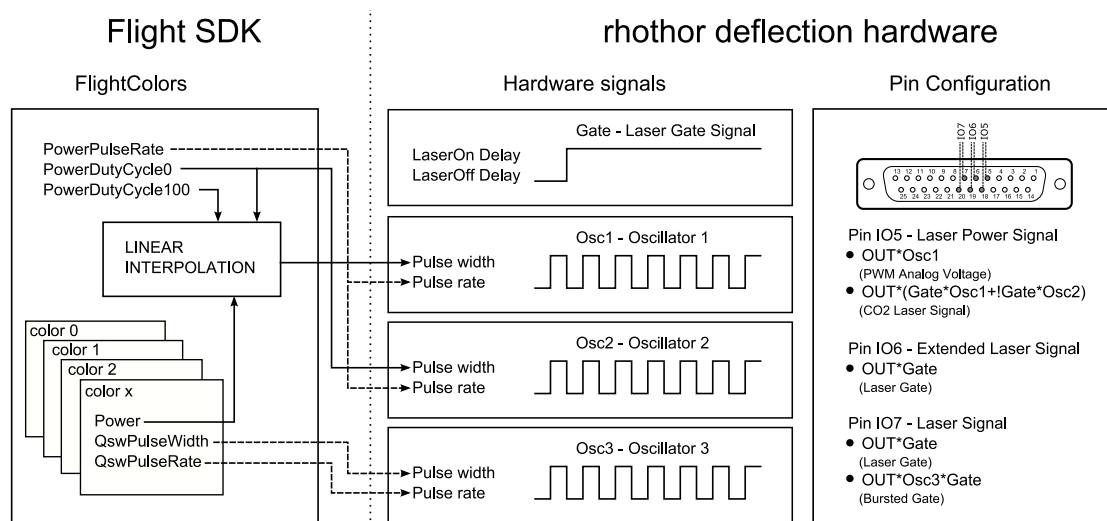 Flight SDK
rhothor deflection hardware
FlightColors
Hardware signals
Pin Configuration
PowerPulseRate
PowerDutyCycle0
PowerDutyCycle100
LINEAR
INTERPOLATION
color 0
color 1
color 2
color x
Power
QswPulseWidth
QswPulseRate
Gate - Laser Gate Signal
LaserOn Delay
LaserOff Delay
Osc1 - Oscillator 1
Pulse width
Pulse rate
Osc2 - Oscillator 2
Pulse width
Pulse rate
Osc3 - Oscillator 3
Pulse width
Pulse rate
IO7 IO6 IO5
13 12 11 10 9 8 7 6 5 4 3 2 1
25 24 23 22 21 20 19 18 17 16 15 14
Pin IO5 - Laser Power Signal
● OUT*Osc1
(PWM Analog Voltage)
● OUT*(Gate*Osc1+!Gate*Osc2)
(CO2 Laser Signal)
Pin IO6 - Extended Laser Signal
● OUT*Gate
(Laser Gate)
Pin IO7 - Laser Signal
● OUT*Gate
(Laser Gate)
● OUT*Osc3*Gate
(Bursted Gate)